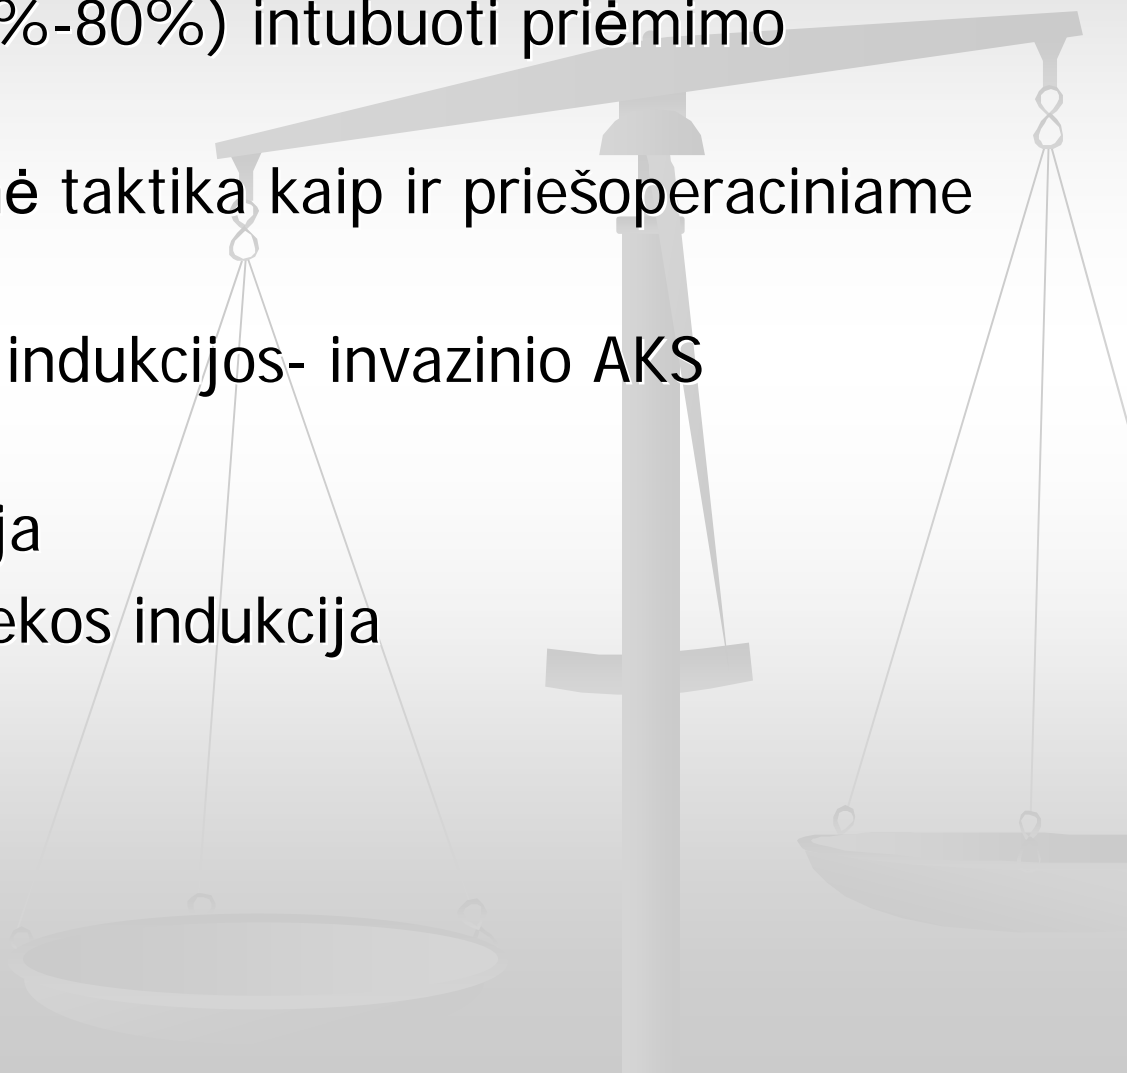 %-80%) intubuoti priėmimo
ė taktika kaip ir priešoperaciniame
indukcijos- invazinio AKS
ja
ekos indukcija